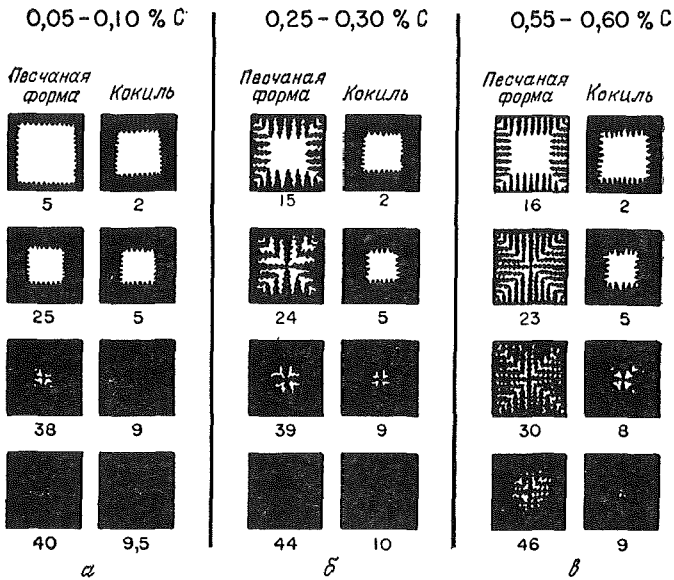 0,05–0,10 % С 0,25–0,30 % С 0,55–0,60 % С
Песчаная форма Кокиль Песчаная форма Кокиль Песчаная форма Кокиль
5 2 15 2 16 2
25 5 24 5 23 5
38 9 39 9 30 8
40 9,5 44 10 46 9
а б в